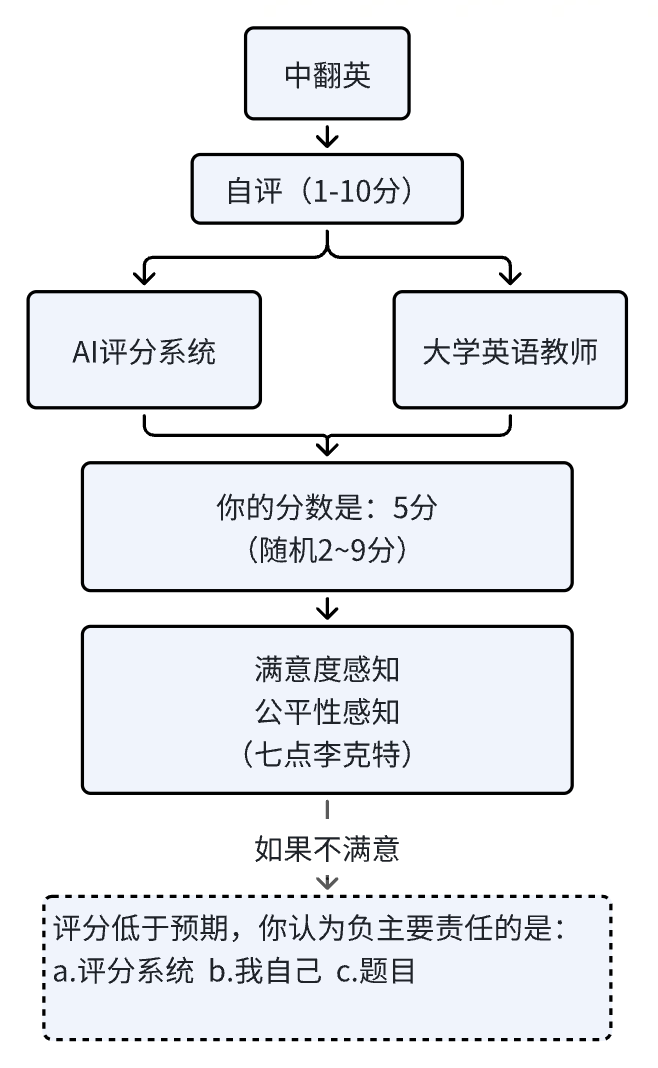 中翻英
自评（1-10分）
AI评分系统
大学英语教师
你的分数是：5分
（随机2~9分）
满意度感知
公平性感知
（七点李克特）
如果不满意
评分低于预期，你认为负主要责任的是：
a.评分系统 b.我自己 c.题目